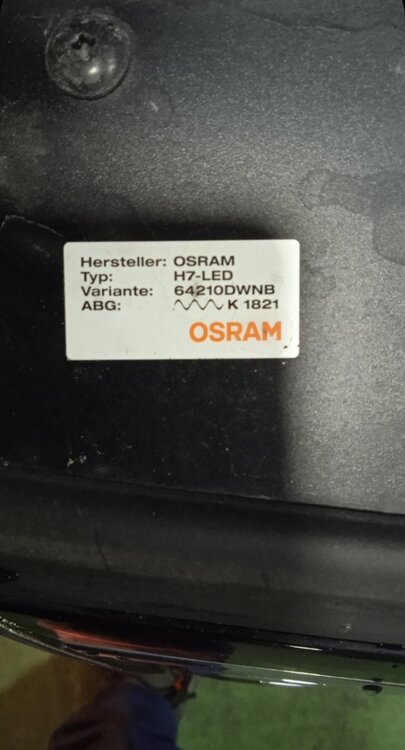 Hersteller: OSRAM
Typ: H7-LED
Variante: 64210DWNB
ABG: K 1821
OSRAM